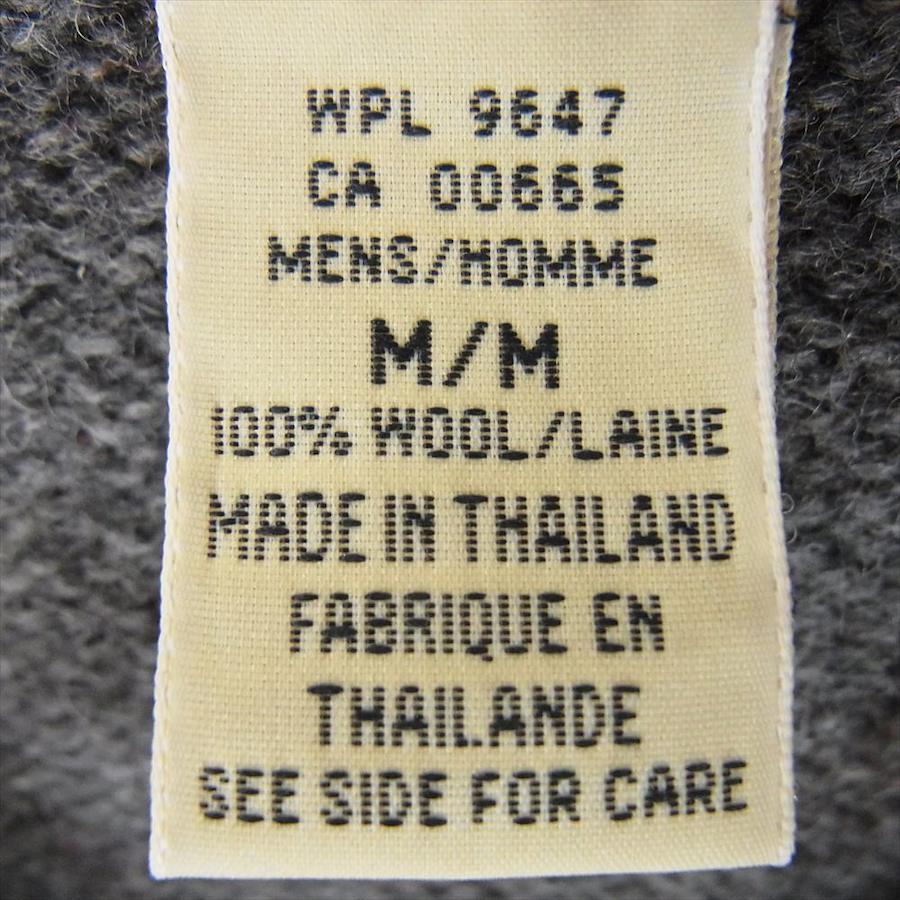 WPL 9647
CA 00665
MENS/HOMME
M/M
100% WOOL/LAINE
MADE IN THAILAND
FABRIQUE EN
THAILANDE
SEE SIDE FOR CARE